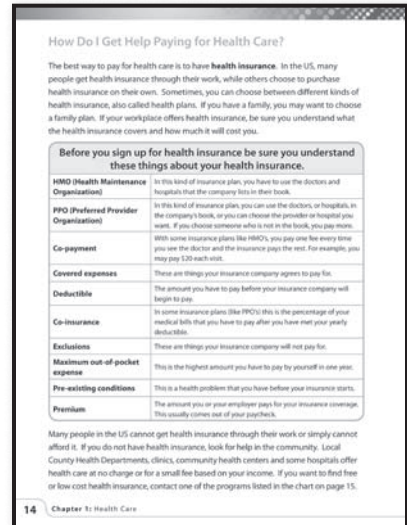 How Do I Get Help Paying for Health Care?
The best way to pay for health care is to have health insurance. In the US, many
people get health insurance through their work, while others choose to purchase
health insurance on their own. Sometimes, you can choose between different kinds of
health insurance, also called health plans. If you have a family, you may want to choose
a family plan. If your workplace offers health insurance, be sure you understand what
the health insurance covers and how much it will cost you.
Before you sign up for health insurance be sure you understand
these things about your health insurance.
HMO (Health Maintenance
Organization)
In this kind of insurance plan, you have to use the doctors and
hospitals that the company lists in their book.
PPO (Preferred Provider
Organization)
In this kind of insurance plan, you can use the doctors, or hospitals, in
the company's book, or you can choose the provider or hospital you
want. If you choose someone who is not in the book, you pay more.
Co-payment
With some insurance plans like HMO's, you pay one fee every time
you see the doctor and the insurance pays the rest. For example, you
may pay $20 each visit.
Covered expenses
These are things your insurance company agrees to pay for.
Deductible
The amount you have to pay before your insurance company will
begin to pay.
Co-insurance
In some insurance plans (like PPO's) this is the percentage of your
medical bills that you have to pay after you have met your yearly
deductible.
Exclusions
These are things your insurance company will not pay for.
Maximum out-of-pocket
expense
This is the highest amount you have to pay by yourself in one year.
Pre-existing conditions
This is a health problem that you have before your insurance starts.
Premium
The amount you or your employer pays for your insurance coverage.
This usually comes out of your paycheck.
Many people in the US cannot get health insurance through their work or simply cannot
afford it. If you do not have health insurance, look for help in the community. Local
County Health Departments, clinics, community health centers and some hospitals offer
health care at no charge or for a small fee based on your income. If you want to find free
or low cost health insurance, contact one of the programs listed in the chart on page 15.
14 Chapter 1: Health Care